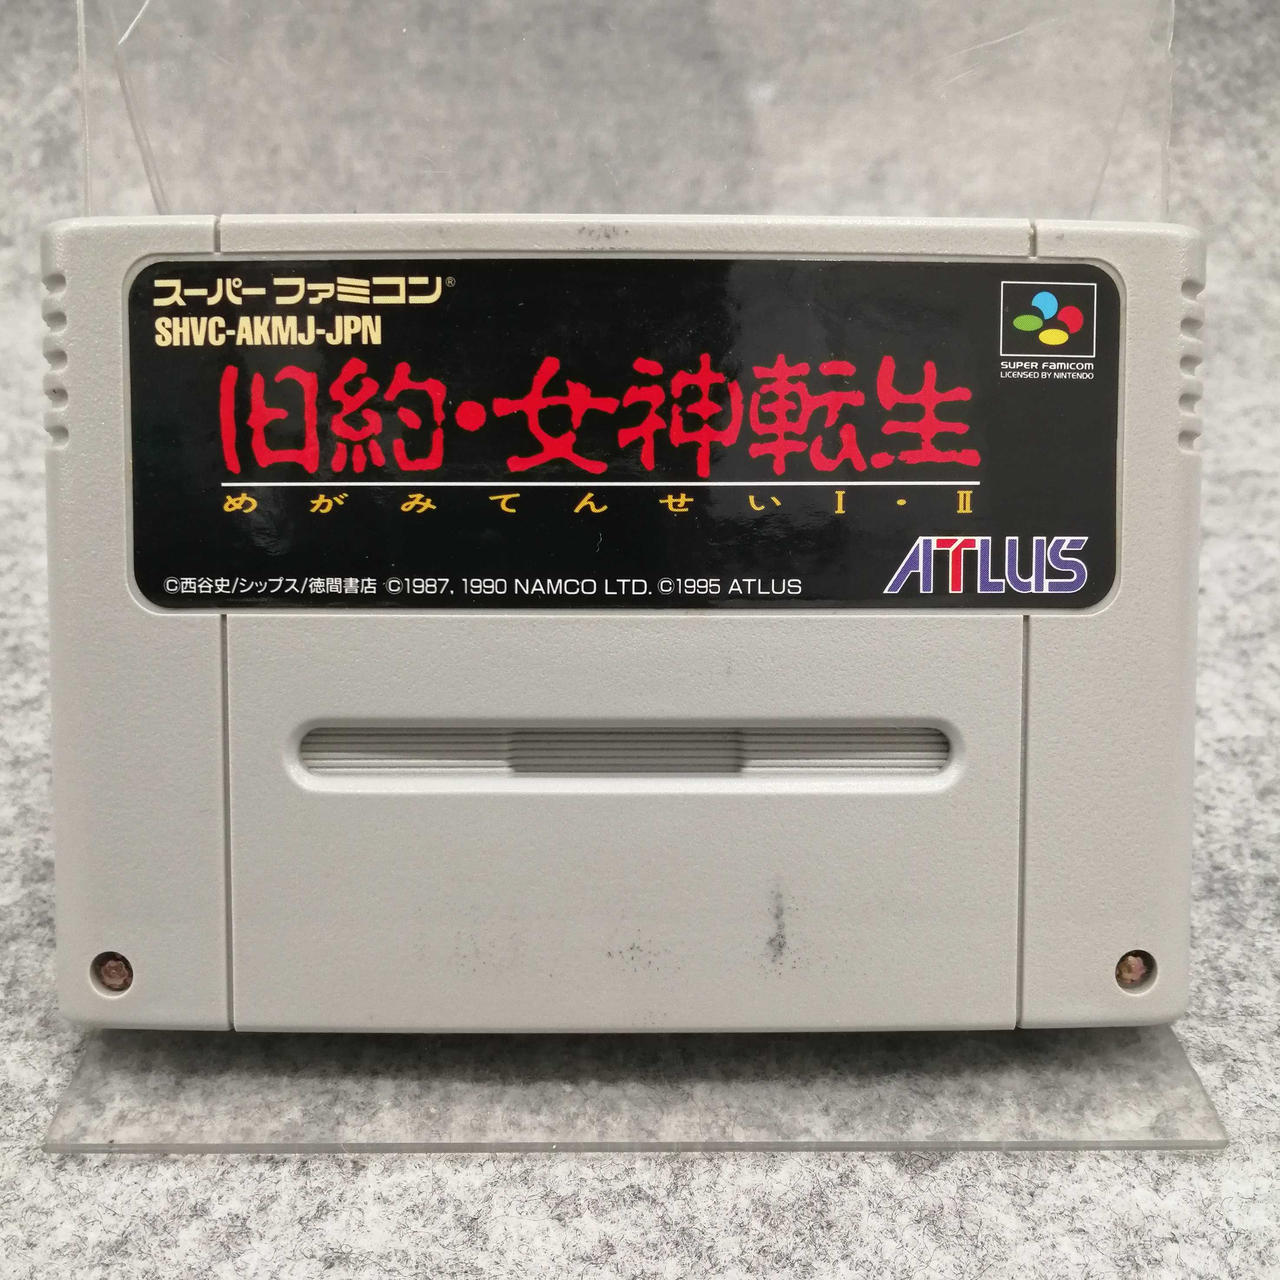 スーパーファミコン®
SHVC-AKMJ-JPN
SUPER FAMICOM
LICENSED BY NINTENDO
旧約・女神転生
めがみてんせいⅠ・Ⅱ
ATLUS
©西谷史/シップス/徳間書店 ©1987, 1990 NAMCO LTD. ©1995 ATLUS